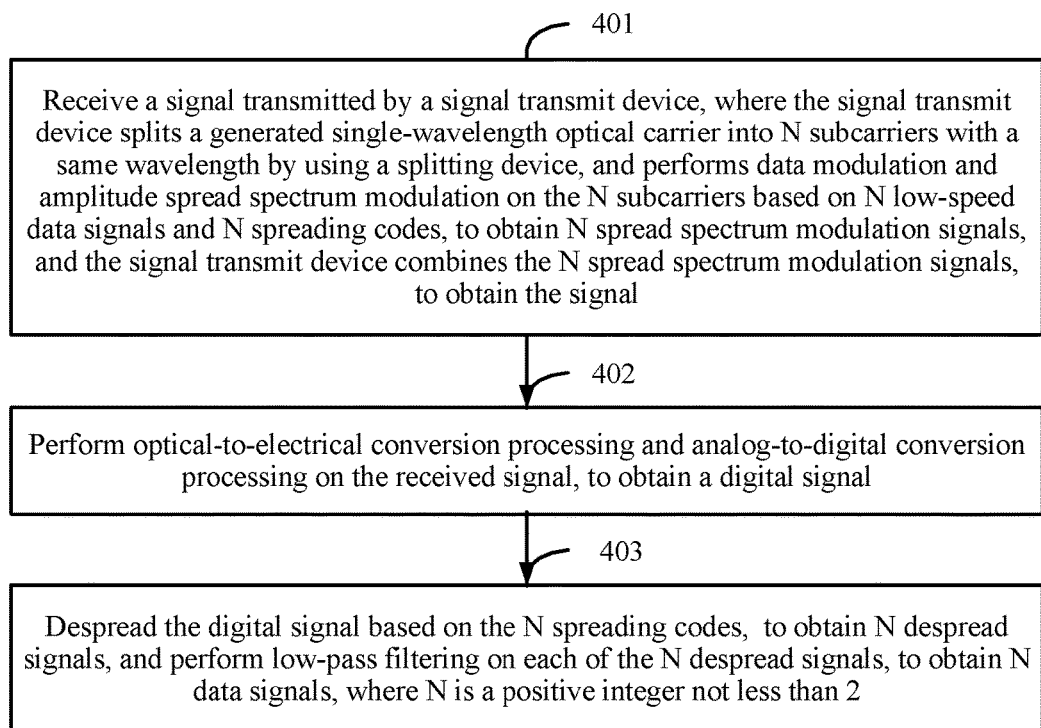 401
Receive a signal transmitted by a signal transmit device, where the signal transmit
device splits a generated single-wavelength optical carrier into N subcarriers with a
same wavelength by using a splitting device, and performs data modulation and
amplitude spread spectrum modulation on the N subcarriers based on N low-speed
data signals and N spreading codes, to obtain N spread spectrum modulation signals,
and the signal transmit device combines the N spread spectrum modulation signals,
to obtain the signal
402
Perform optical-to-electrical conversion processing and analog-to-digital conversion
processing on the received signal, to obtain a digital signal
403
Despread the digital signal based on the N spreading codes, to obtain N despread
signals, and perform low-pass filtering on each of the N despread signals, to obtain N
data signals, where N is a positive integer not less than 2